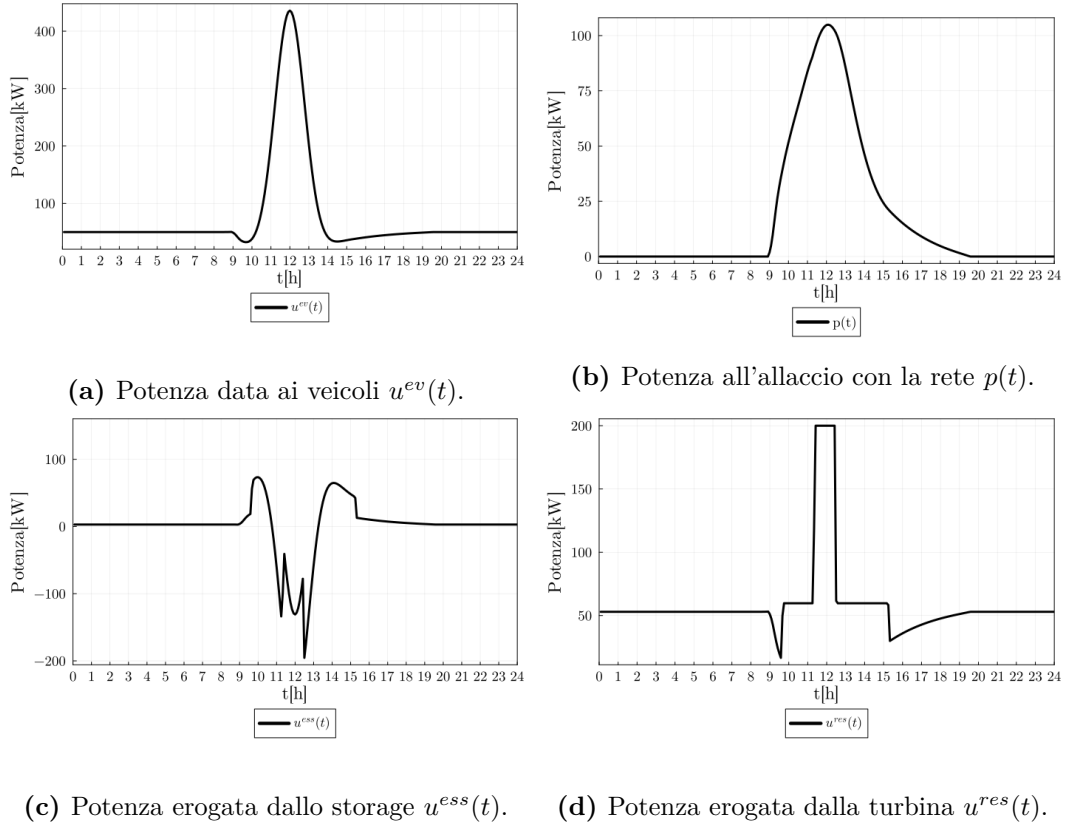 Potenza[kW]
400
300
200
100
0 1 2 3 4 5 6 7 8 9 10 11 12 13 14 15 16 17 18 19 20 21 22 23 24
t[h]
u^{ev}(t)
(a) Potenza data ai veicoli u^{ev}(t).
Potenza[kW]
100
75
50
25
0
0 1 2 3 4 5 6 7 8 9 10 11 12 13 14 15 16 17 18 19 20 21 22 23 24
t[h]
p(t)
(b) Potenza all'allaccio con la rete p(t).
Potenza[kW]
100
0
−100
−200
0 1 2 3 4 5 6 7 8 9 10 11 12 13 14 15 16 17 18 19 20 21 22 23 24
t[h]
u^{ess}(t)
(c) Potenza erogata dallo storage u^{ess}(t).
Potenza[kW]
200
150
100
50
0 1 2 3 4 5 6 7 8 9 10 11 12 13 14 15 16 17 18 19 20 21 22 23 24
t[h]
u^{res}(t)
(d) Potenza erogata dalla turbina u^{res}(t).